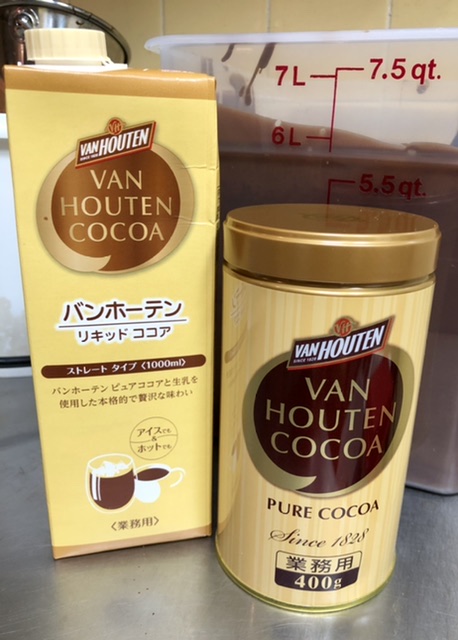 VAN HOUTEN
SINCE 1828
VAN
HOUTEN
COCOA
バンホーテン
リキッド ココア
ストレート タイプ〈1000ml〉
バンホーテン ピュアココアと生乳を
使用した本格的で贅沢な味わい
アイスでも
&
ホットでも
〈業務用〉
7L
7.5 qt.
6L
5.5 qt.
VAN HOUTEN
SINCE 1828
VAN
HOUTEN
COCOA
PURE COCOA
Since 1828
業務用
400g